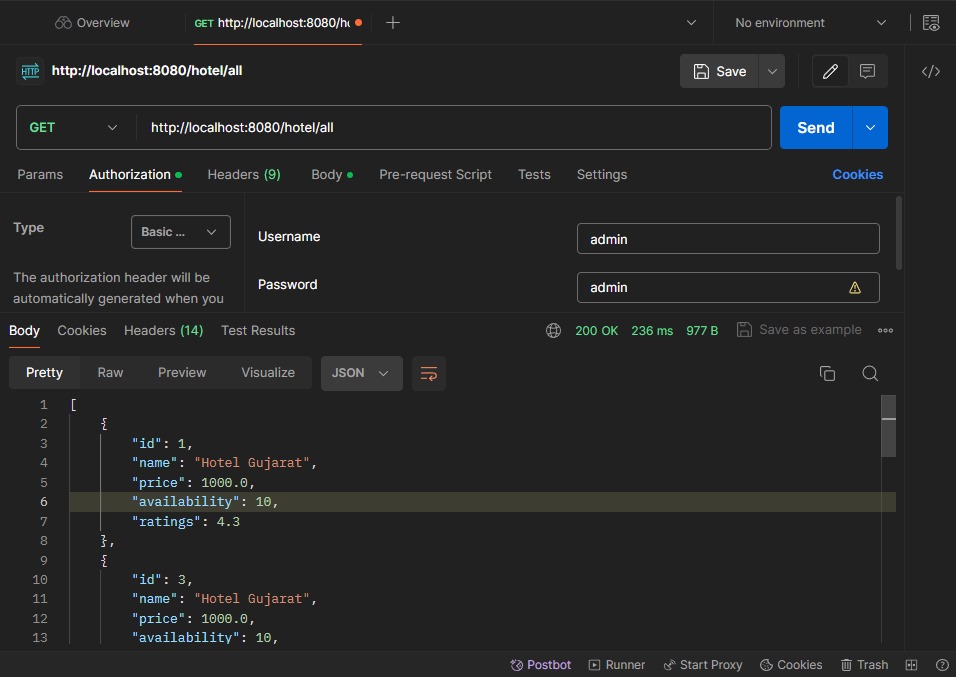 Overview
GET http://localhost:8080/ho
No environment
HTTP http://localhost:8080/hotel/all
Save
GET http://localhost:8080/hotel/all
Send
Params Authorization Headers (9) Body Pre-request Script Tests Settings Cookies
Type
Basic ...
Username
admin
The authorization header will be
automatically generated when you
Password
admin
Body Cookies Headers (14) Test Results
200 OK 236 ms 977 B Save as example
Pretty Raw Preview Visualize JSON
1 [
2 {
3 "id": 1,
4 "name": "Hotel Gujarat",
5 "price": 1000.0,
6 "availability": 10,
7 "ratings": 4.3
8 },
9 {
10 "id": 3,
11 "name": "Hotel Gujarat",
12 "price": 1000.0,
13 "availability": 10,
Postbot Runner Start Proxy Cookies Trash